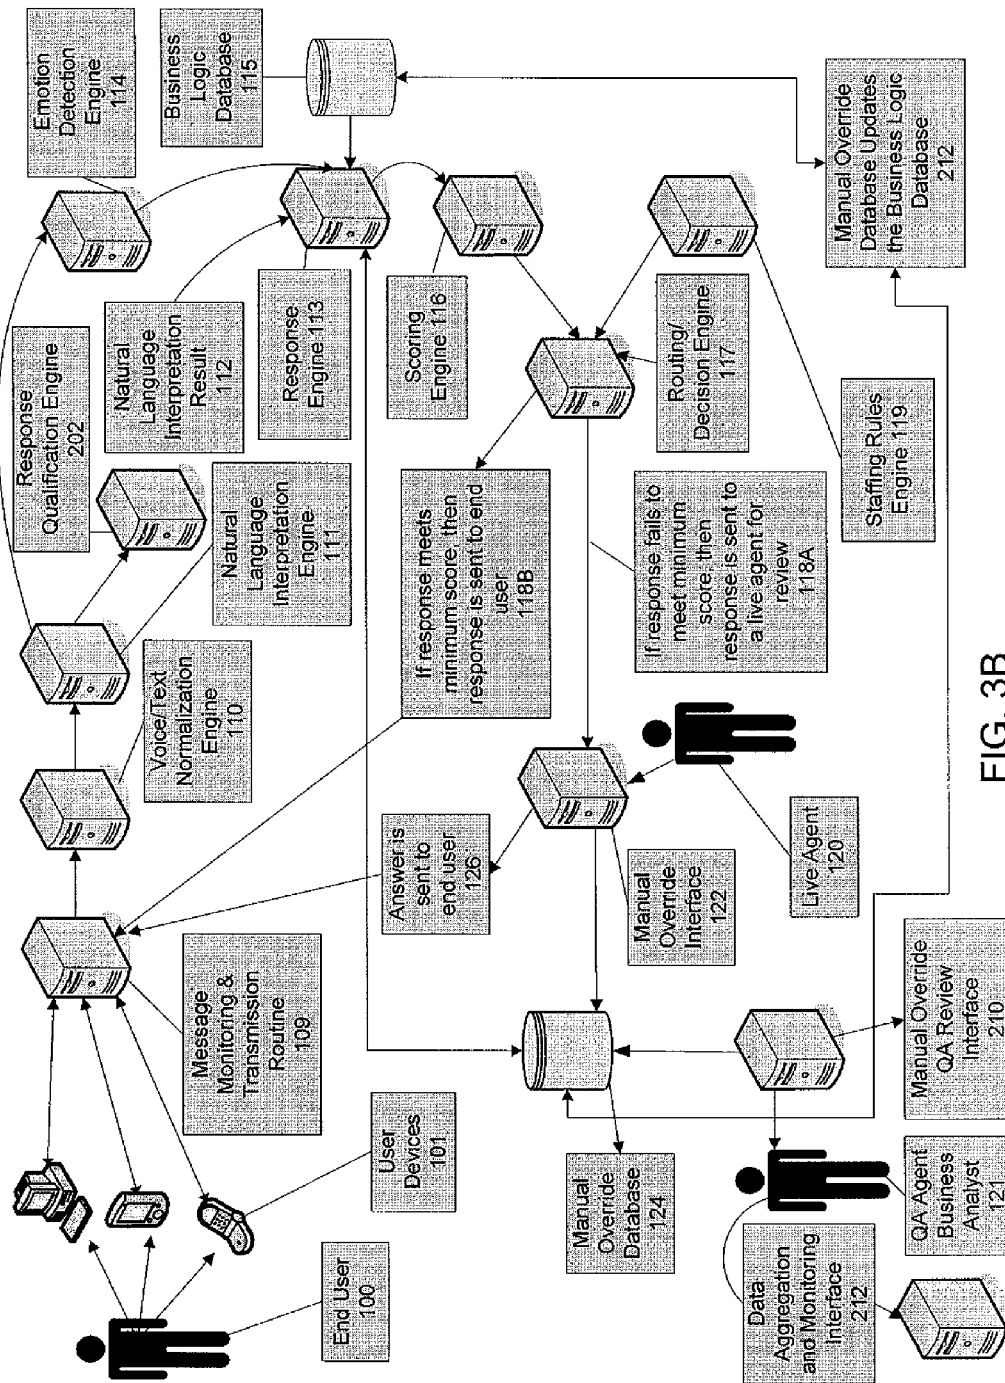 Emotion
Detection
Engine
114
Business
Logic
Database
115
Response
Qualification Engine
202
Natural
Language
Interpretation
Result
112
Response
Engine 113
Scoring
Engine 116
Manual Override
Database Updates
the Business Logic
Database
212
Natural
Language
Interpretation
Engine
111
Voice/Text
Normalization
Engine
110
If response meets
minimum score, then
response is sent to end
user
118B
Routing/
Decision Engine
117
If response fails to
meet minimum
score, then
response is sent to
a live agent for
review
118A
Staffing Rules
Engine 119
Message
Monitoring &
Transmission
Routine
109
Answer is
sent to
end user
126
Manual
Override
Interface
122
Live Agent
120
User
Devices
101
End User
100
Manual
Override
Database
124
Manual Override
QA Review
Interface
210
Data
Aggregation
and Monitoring
Interface
212
QA Agent
Business
Analyst
121
FIG. 3B